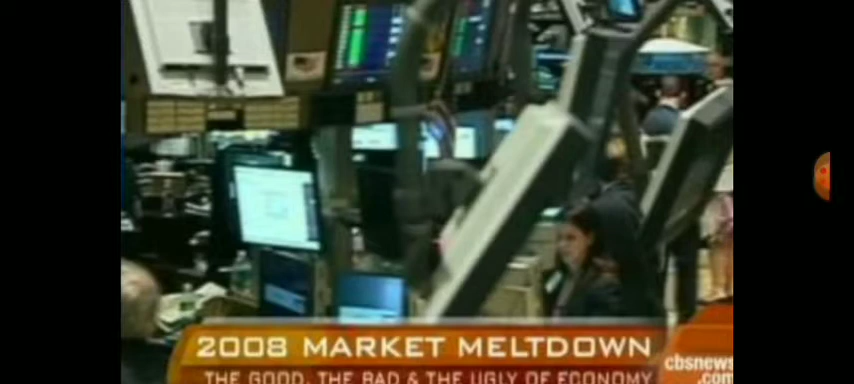 2008 MARKET MELTDOWN
THE GOOD, THE BAD & THE UGLY OF ECONOMY
cbsnews
.com